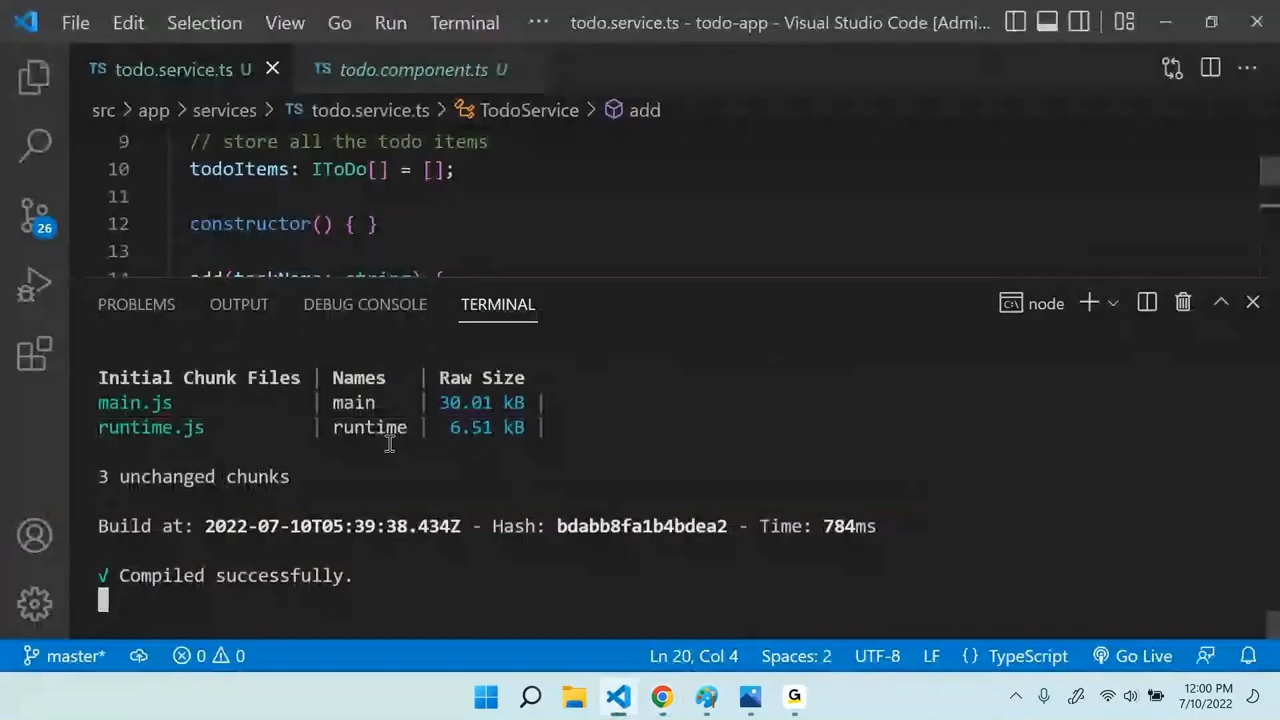 File Edit Selection View Go Run Terminal ··· todo.service.ts - todo-app - Visual Studio Code [Admi...
TS todo.service.ts U TS todo.component.ts U ···
src > app > services > TS todo.service.ts > TodoService > add
9 // store all the todo items
10 todoItems: IToDo[] = [];
11
12 constructor() { }
13
PROBLEMS OUTPUT DEBUG CONSOLE TERMINAL node
Initial Chunk Files | Names | Raw Size
main.js | main | 30.01 kB |
runtime.js | runtime | 6.51 kB |
3 unchanged chunks
Build at: 2022-07-10T05:39:38.434Z - Hash: bdabb8fa1b4bdea2 - Time: 784ms
√ Compiled successfully.
26
master* 0 0 Ln 20, Col 4 Spaces: 2 UTF-8 LF {} TypeScript Go Live
G 12:00 PM
7/10/2022